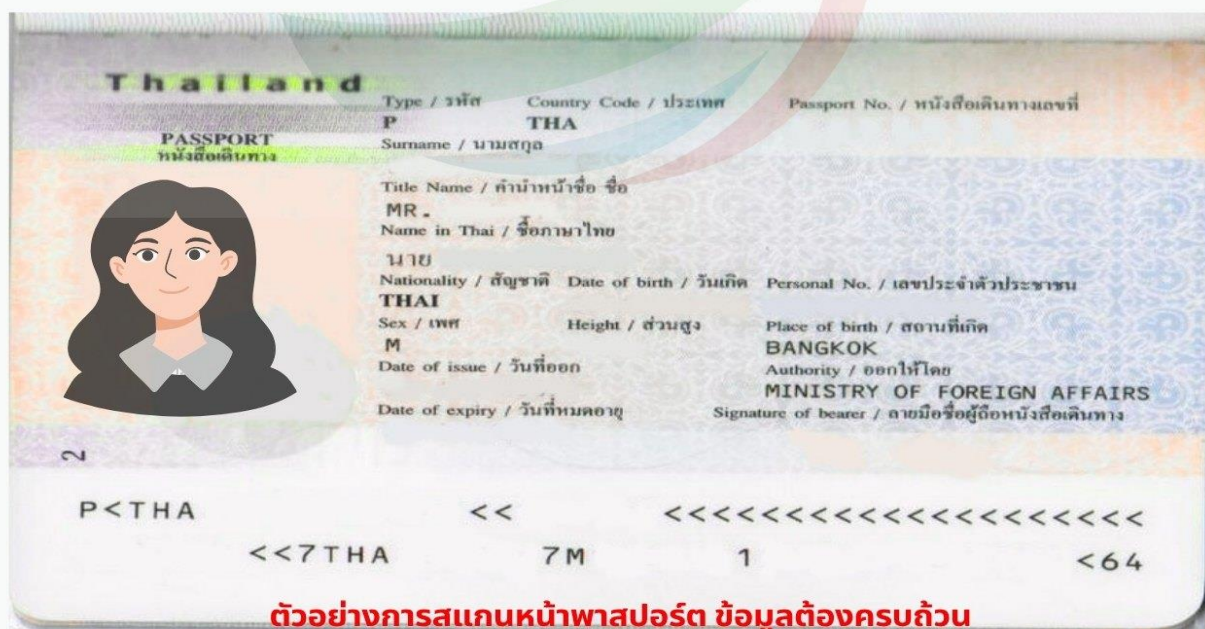 Thailand
PASSPORT
หนังสือเดินทาง
Type / รหัส Country Code / ประเทศ Passport No. / หนังสือเดินทางเลขที่
P THA
Surname / นามสกุล
Title Name / คำนำหน้าชื่อ ชื่อ
MR.
Name in Thai / ชื่อภาษาไทย
นาย
Nationality / สัญชาติ Date of birth / วันเกิด Personal No. / เลขประจำตัวประชาชน
THAI
Sex / เพศ Height / ส่วนสูง Place of birth / สถานที่เกิด
M BANGKOK
Date of issue / วันที่ออก Authority / ออกให้โดย
MINISTRY OF FOREIGN AFFAIRS
Date of expiry / วันที่หมดอายุ Signature of bearer / ลายมือชื่อผู้ถือหนังสือเดินทาง
2
P<THA << <<<<<<<<<<<<<<<<<<<<
<<7THA 7M 1 <64
ตัวอย่างการสแกนหน้าพาสปอร์ต ข้อมูลต้องครบถ้วน